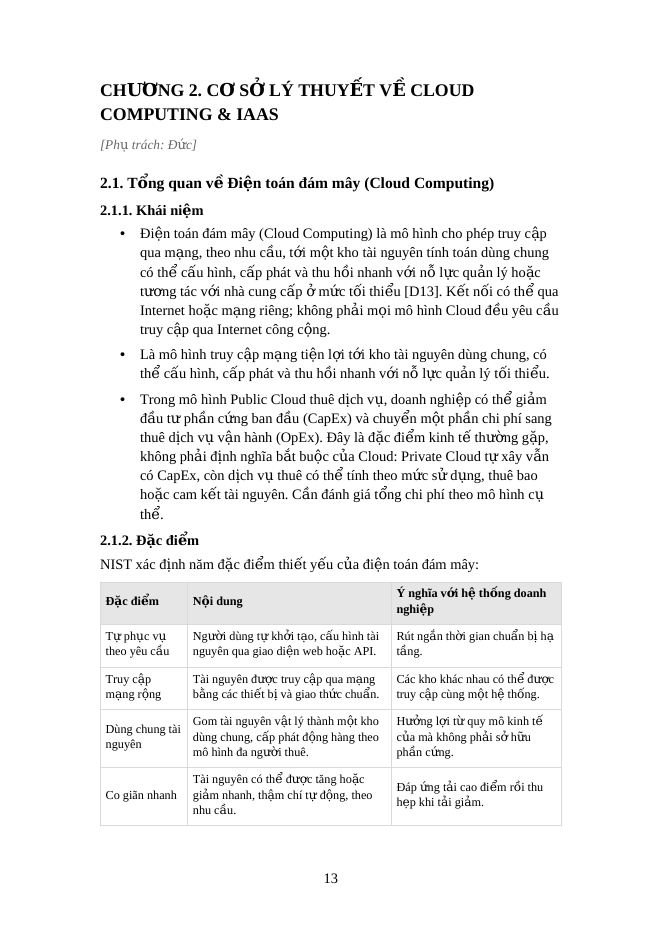 CHƯƠNG 2. CƠ SỞ LÝ THUYẾT VỀ CLOUD
COMPUTING & IAAS
[Phụ trách: Đức]
2.1. Tổng quan về Điện toán đám mây (Cloud Computing)
2.1.1. Khái niệm
• Điện toán đám mây (Cloud Computing) là mô hình cho phép truy cập
qua mạng, theo nhu cầu, tới một kho tài nguyên tính toán dùng chung
có thể cấu hình, cấp phát và thu hồi nhanh với nỗ lực quản lý hoặc
tương tác với nhà cung cấp ở mức tối thiểu [D13]. Kết nối có thể qua
Internet hoặc mạng riêng; không phải mọi mô hình Cloud đều yêu cầu
truy cập qua Internet công cộng.
• Là mô hình truy cập mạng tiện lợi tới kho tài nguyên dùng chung, có
thể cấu hình, cấp phát và thu hồi nhanh với nỗ lực quản lý tối thiểu.
• Trong mô hình Public Cloud thuê dịch vụ, doanh nghiệp có thể giảm
đầu tư phần cứng ban đầu (CapEx) và chuyển một phần chi phí sang
thuê dịch vụ vận hành (OpEx). Đây là đặc điểm kinh tế thường gặp,
không phải định nghĩa bắt buộc của Cloud: Private Cloud tự xây vẫn
có CapEx, còn dịch vụ thuê có thể tính theo mức sử dụng, thuê bao
hoặc cam kết tài nguyên. Cần đánh giá tổng chi phí theo mô hình cụ
thể.
2.1.2. Đặc điểm
NIST xác định năm đặc điểm thiết yếu của điện toán đám mây:
Đặc điểm
Nội dung
Ý nghĩa với hệ thống doanh
nghiệp
Tự phục vụ
theo yêu cầu
Người dùng tự khởi tạo, cấu hình tài
nguyên qua giao diện web hoặc API.
Rút ngắn thời gian chuẩn bị hạ
tầng.
Truy cập
mạng rộng
Tài nguyên được truy cập qua mạng
bằng các thiết bị và giao thức chuẩn.
Các kho khác nhau có thể được
truy cập cùng một hệ thống.
Dùng chung tài
nguyên
Gom tài nguyên vật lý thành một kho
dùng chung, cấp phát động hàng theo
mô hình đa người thuê.
Hưởng lợi từ quy mô kinh tế
của mà không phải sở hữu
phần cứng.
Co giãn nhanh
Tài nguyên có thể được tăng hoặc
giảm nhanh, thậm chí tự động, theo
nhu cầu.
Đáp ứng tải cao điểm rồi thu
hẹp khi tải giảm.
13